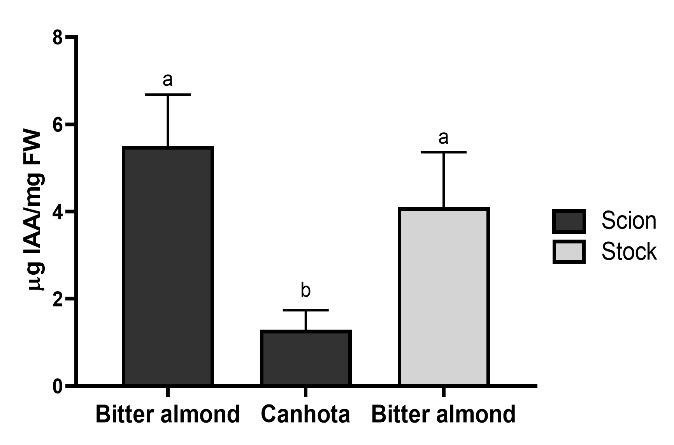 8
a
6
a
μg IAA/mg FW
4
Scion
Stock
b
2
0
Bitter almond Canhota Bitter almond